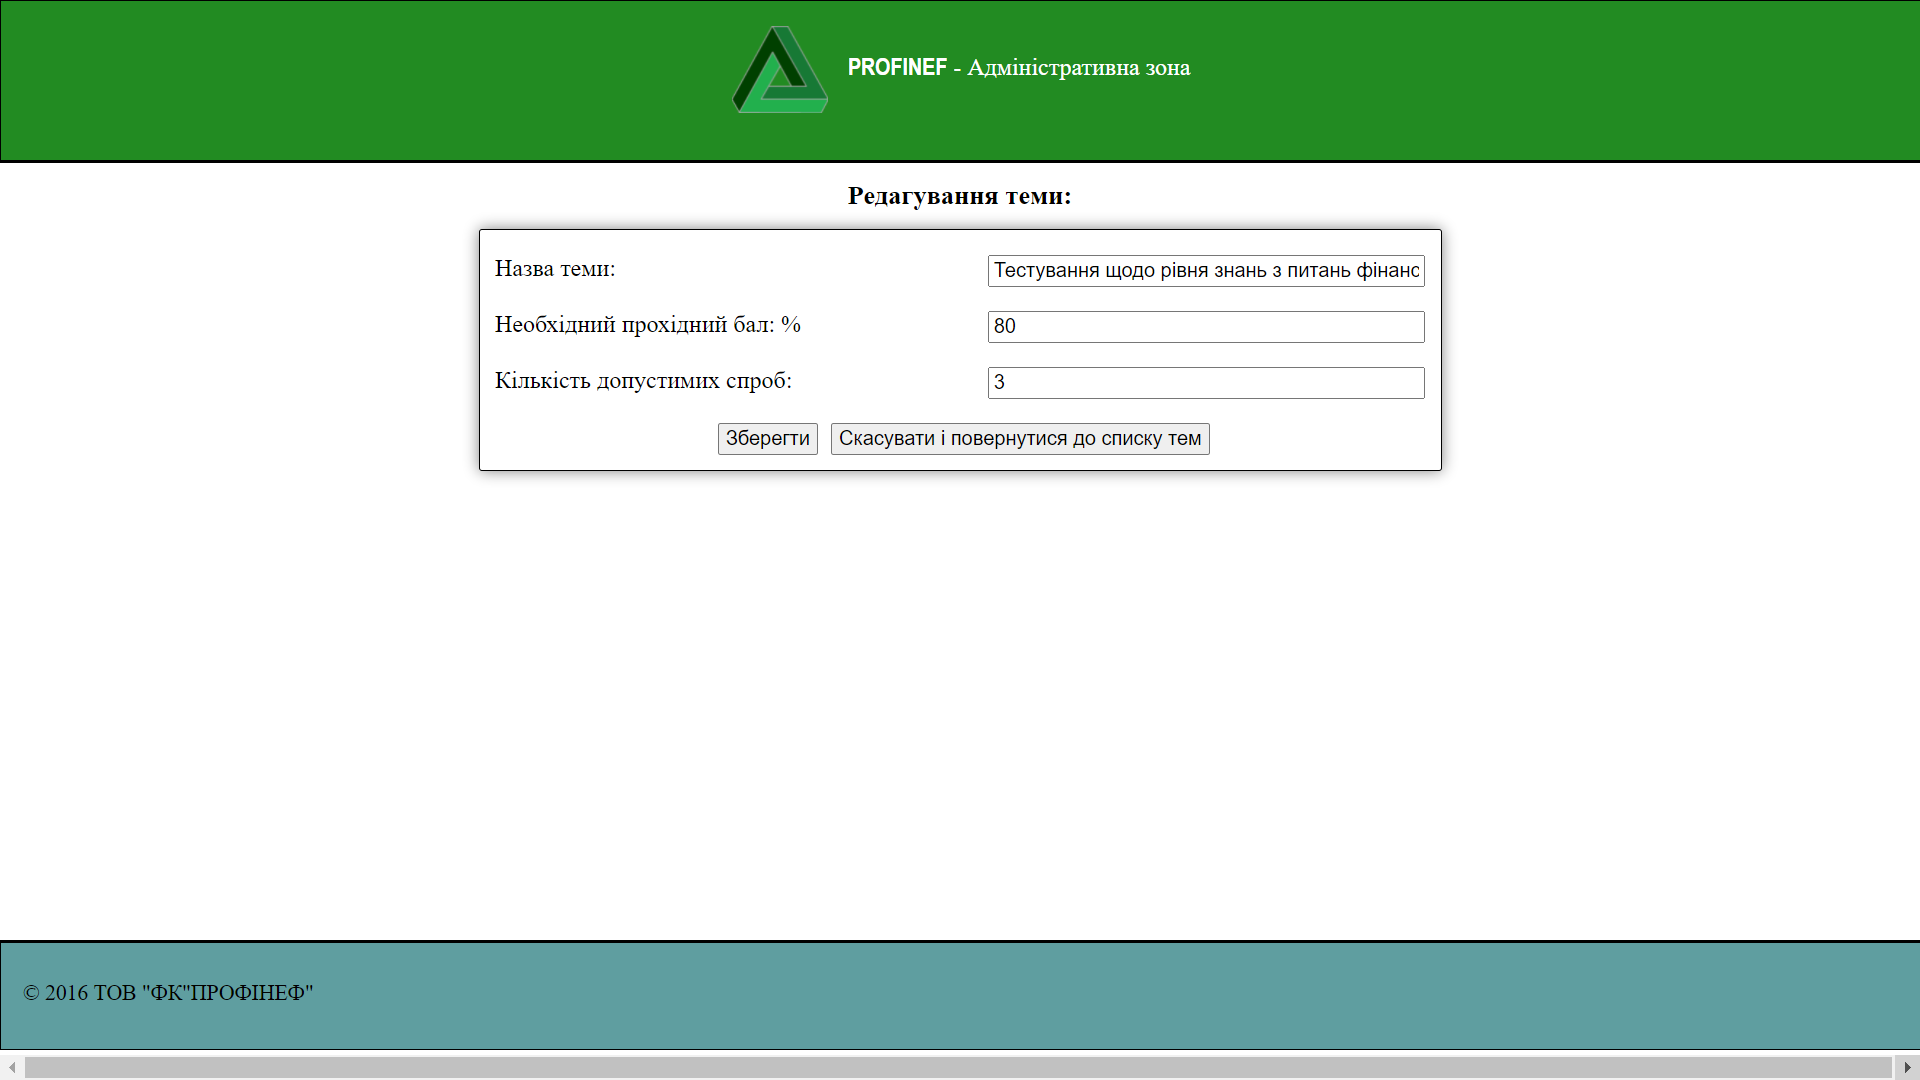 PROFINEF - Адміністративна зона
Редагування теми:
Назва теми: Тестування щодо рівня знань з питань фінанс
Необхідний прохідний бал: % 80
Кількість допустимих спроб: 3
Зберегти Скасувати і повернутися до списку тем
© 2016 ТОВ "ФК"ПРОФІНЕФ"